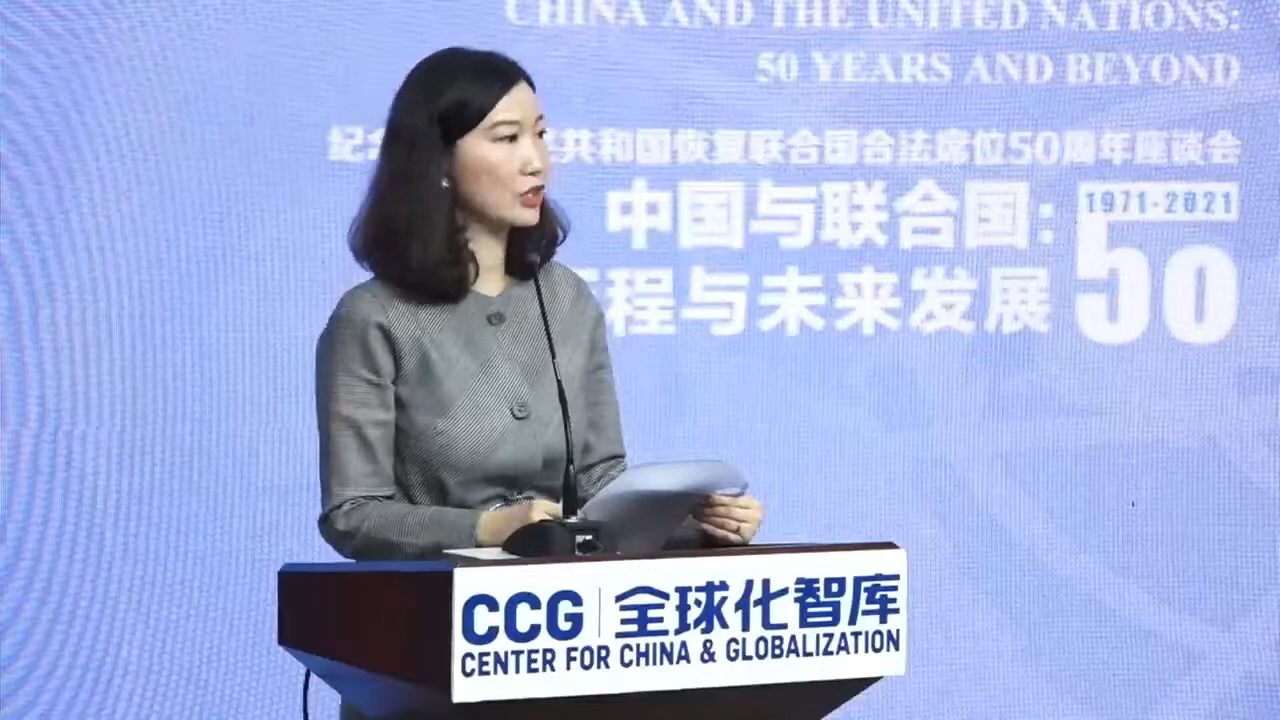 CHINA AND THE UNITED NATIONS:
50 YEARS AND BEYOND
共和国恢复联合国合法席位50周年座谈会
中国与联合国:
程与未来发展
1971-2021
50
CCG | 全球化智库
CENTER FOR CHINA & GLOBALIZATION